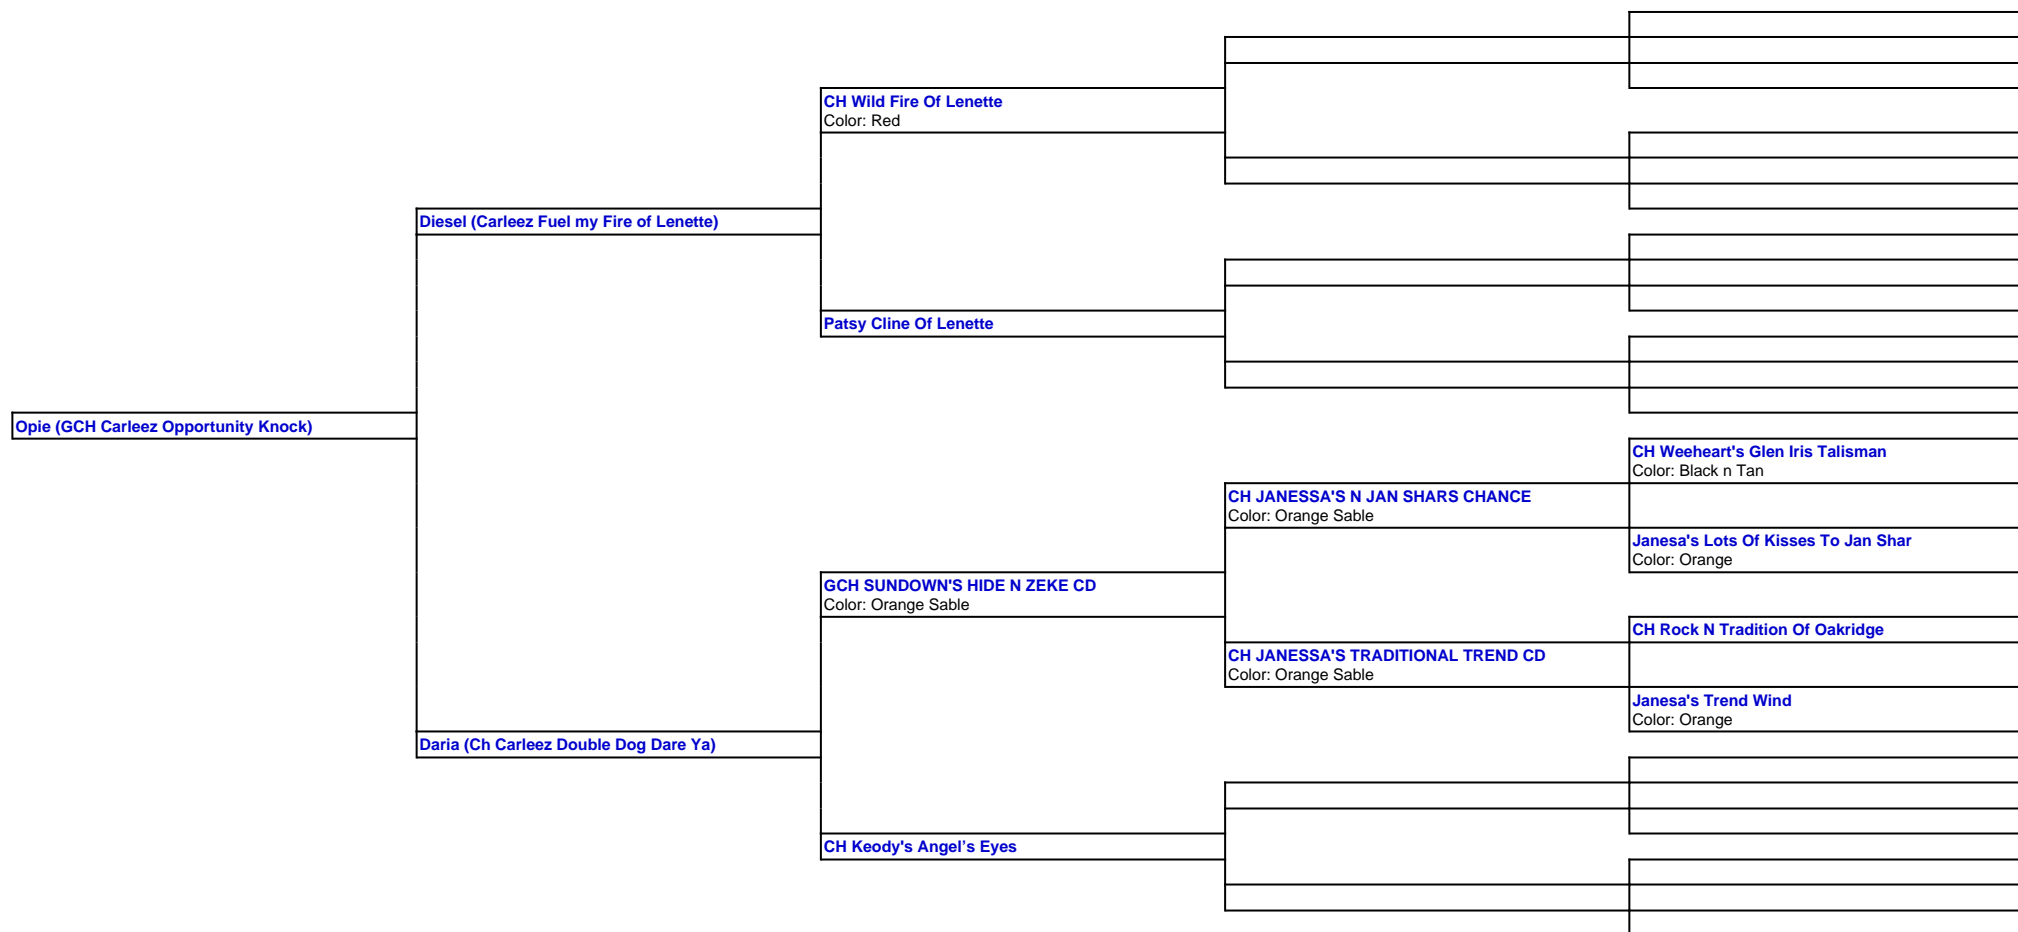 CH Wild Fire Of Lenette
Color: Red
Diesel (Carleez Fuel my Fire of Lenette)
Patsy Cline Of Lenette
Opie (GCH Carleez Opportunity Knock)
CH Weeheart's Glen Iris Talisman
Color: Black n Tan
CH JANESSA'S N JAN SHARS CHANCE
Color: Orange Sable
Janesa's Lots Of Kisses To Jan Shar
Color: Orange
GCH SUNDOWN'S HIDE N ZEKE CD
Color: Orange Sable
CH Rock N Tradition Of Oakridge
CH JANESSA'S TRADITIONAL TREND CD
Color: Orange Sable
Janesa's Trend Wind
Color: Orange
Daria (Ch Carleez Double Dog Dare Ya)
CH Keody's Angel’s Eyes